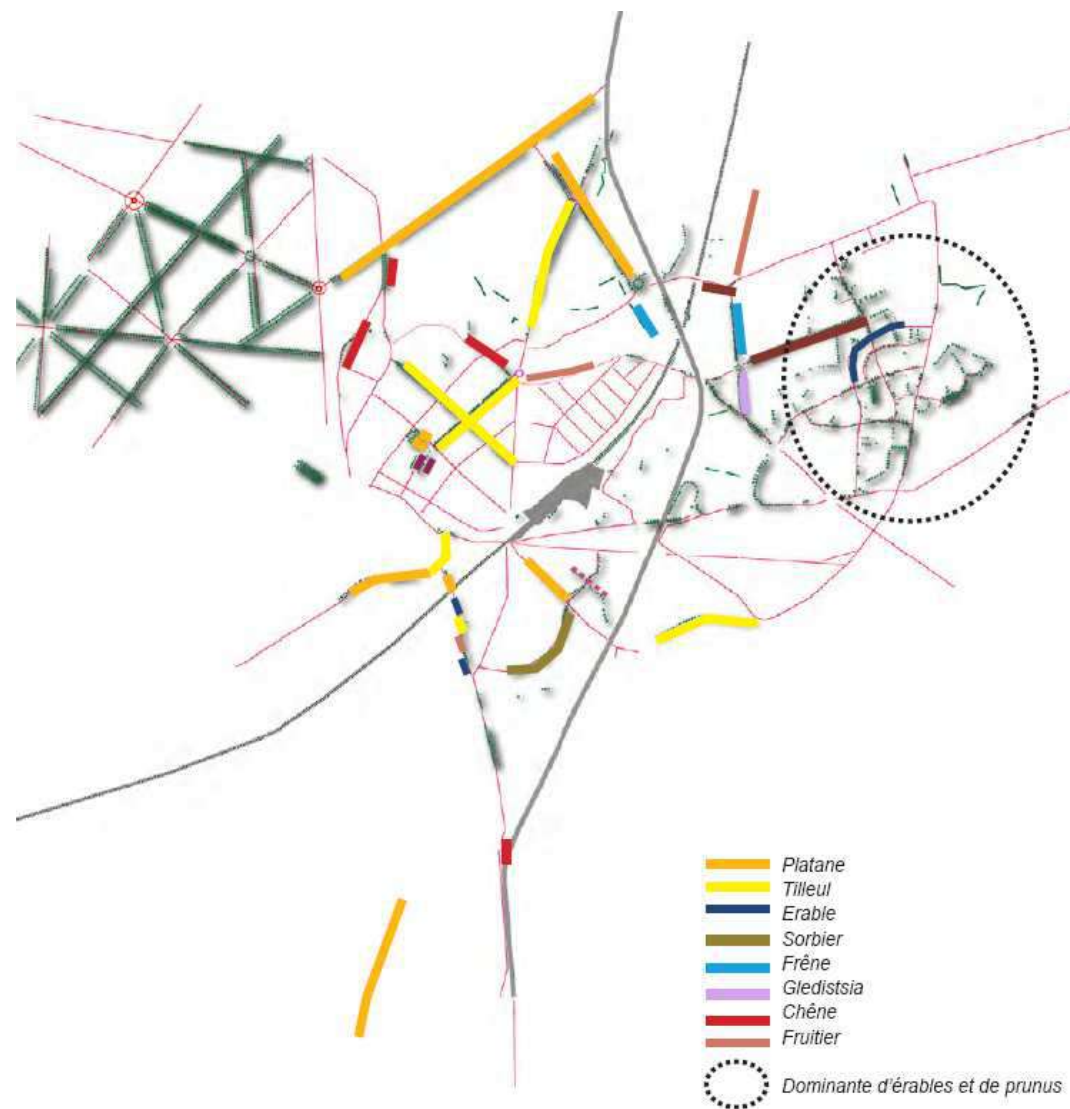 Platane
Tilleul
Erable
Sorbier
Frêne
Gledistsia
Chêne
Fruitier
Dominante d'érables et de prunus